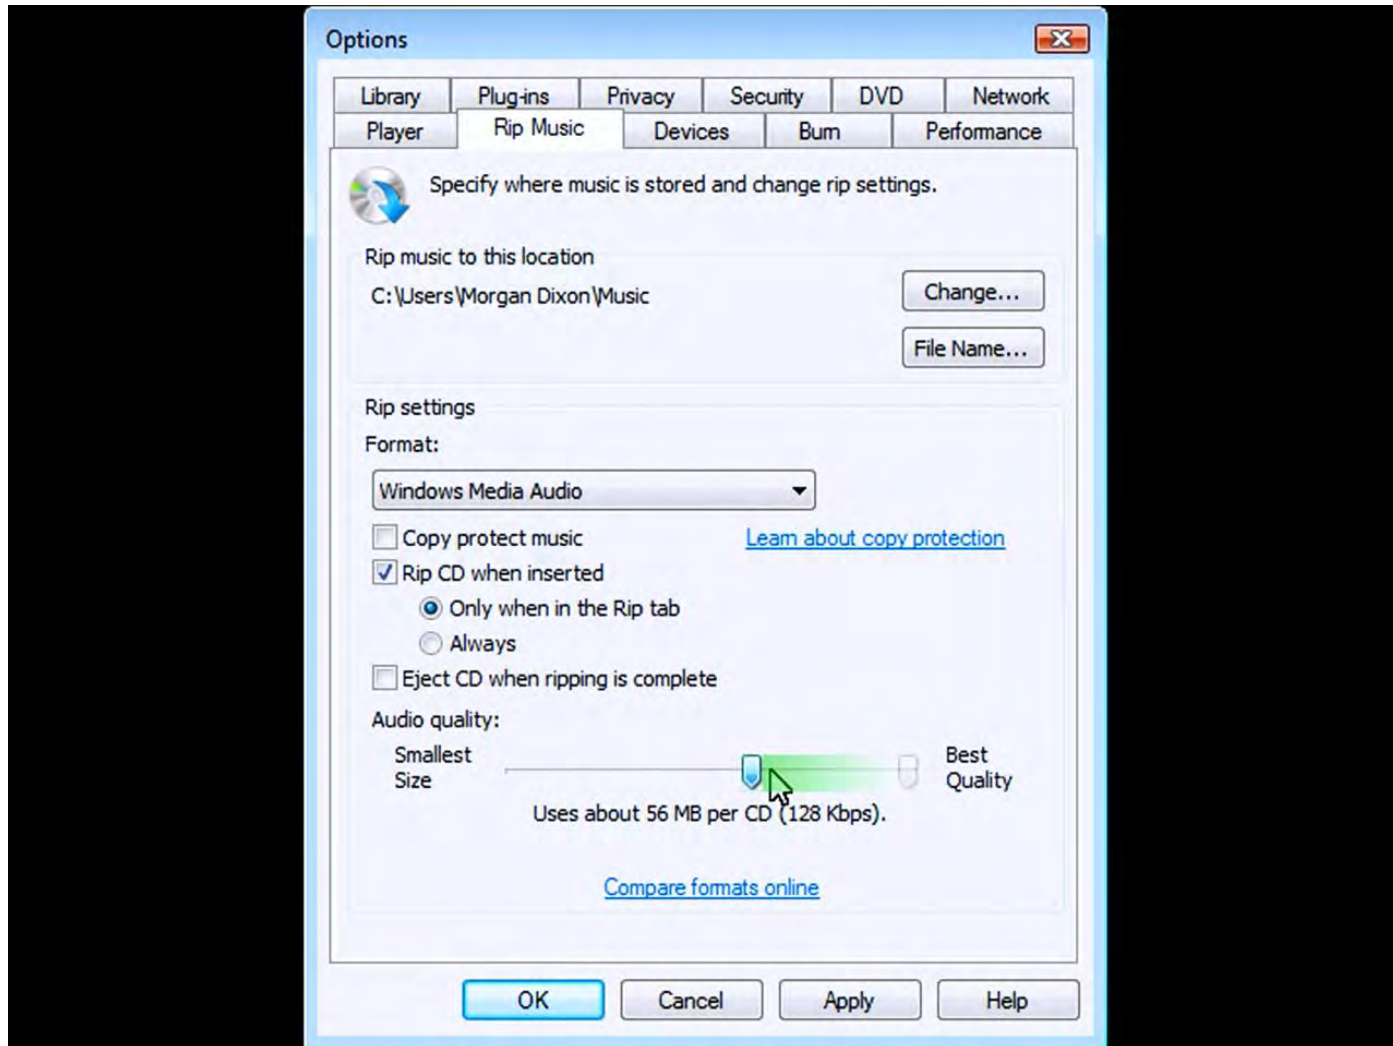 Options
Library Plug-ins Privacy Security DVD Network
Player Rip Music Devices Burn Performance
Specify where music is stored and change rip settings.
Rip music to this location
C:\Users\Morgan Dixon\Music
Change...
File Name...
Rip settings
Format:
Windows Media Audio
Copy protect music Learn about copy protection
Rip CD when inserted
Only when in the Rip tab
Always
Eject CD when ripping is complete
Audio quality:
Smallest Best
Size Quality
Uses about 56 MB per CD (128 Kbps).
Compare formats online
OK Cancel Apply Help